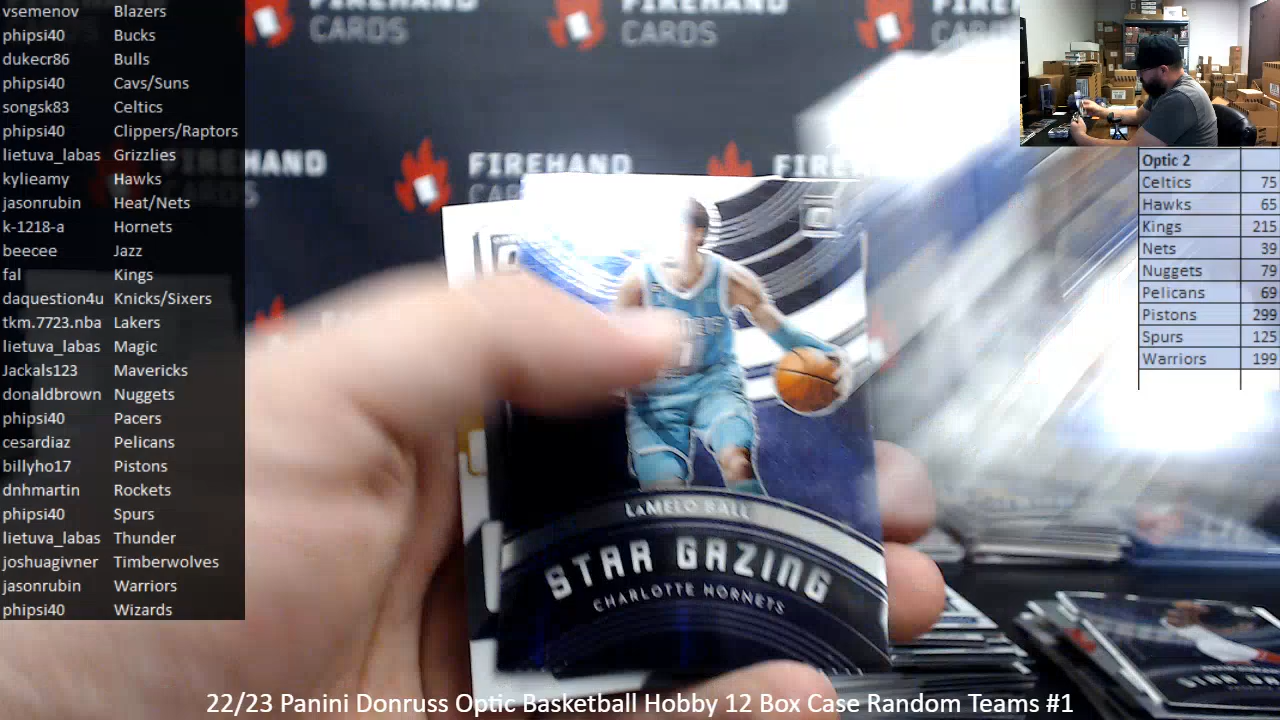 vsemenov Blazers
phipsi40 Bucks
dukecr86 Bulls
phipsi40 Cavs/Suns
songsk83 Celtics
phipsi40 Clippers/Raptors
lietuva_labas Grizzlies
kylieamy Hawks
jasonrubin Heat/Nets
k-1218-a Hornets
beecee Jazz
fal Kings
daquestion4u Knicks/Sixers
tkm.7723.nba Lakers
lietuva_labas Magic
Jackals123 Mavericks
donaldbrown Nuggets
phipsi40 Pacers
cesardiaz Pelicans
billyho17 Pistons
dnhmartin Rockets
phipsi40 Spurs
lietuva_labas Thunder
joshuagivner Timberwolves
jasonrubin Warriors
phipsi40 Wizards
FIREHAND
CARDS
FIREHAND
CARDS
FIREHAND
CARDS
FIREHAND
FIREHAND
Optic 2
Celtics 75
Hawks 65
Kings 215
Nets 39
Nuggets 79
Pelicans 69
Pistons 299
Spurs 125
Warriors 199
LaMELO BALL
STAR GAZING
CHARLOTTE HORNETS
22/23 Panini Donruss Optic Basketball Hobby 12 Box Case Random Teams #1